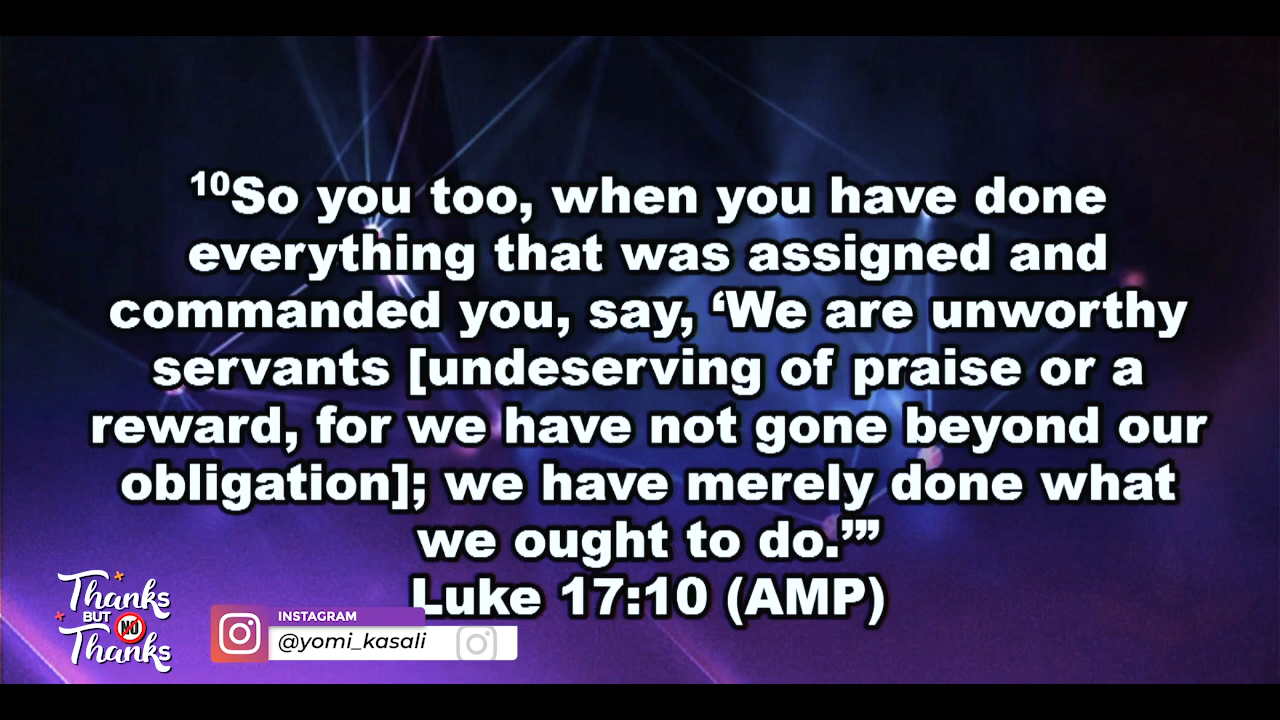 ¹⁰So you too, when you have done
everything that was assigned and
commanded you, say, ‘We are unworthy
servants [undeserving of praise or a
reward, for we have not gone beyond our
obligation]; we have merely done what
we ought to do.’”
Luke 17:10 (AMP)
Thanks
BUT NO
Thanks
INSTAGRAM
@yomi_kasali